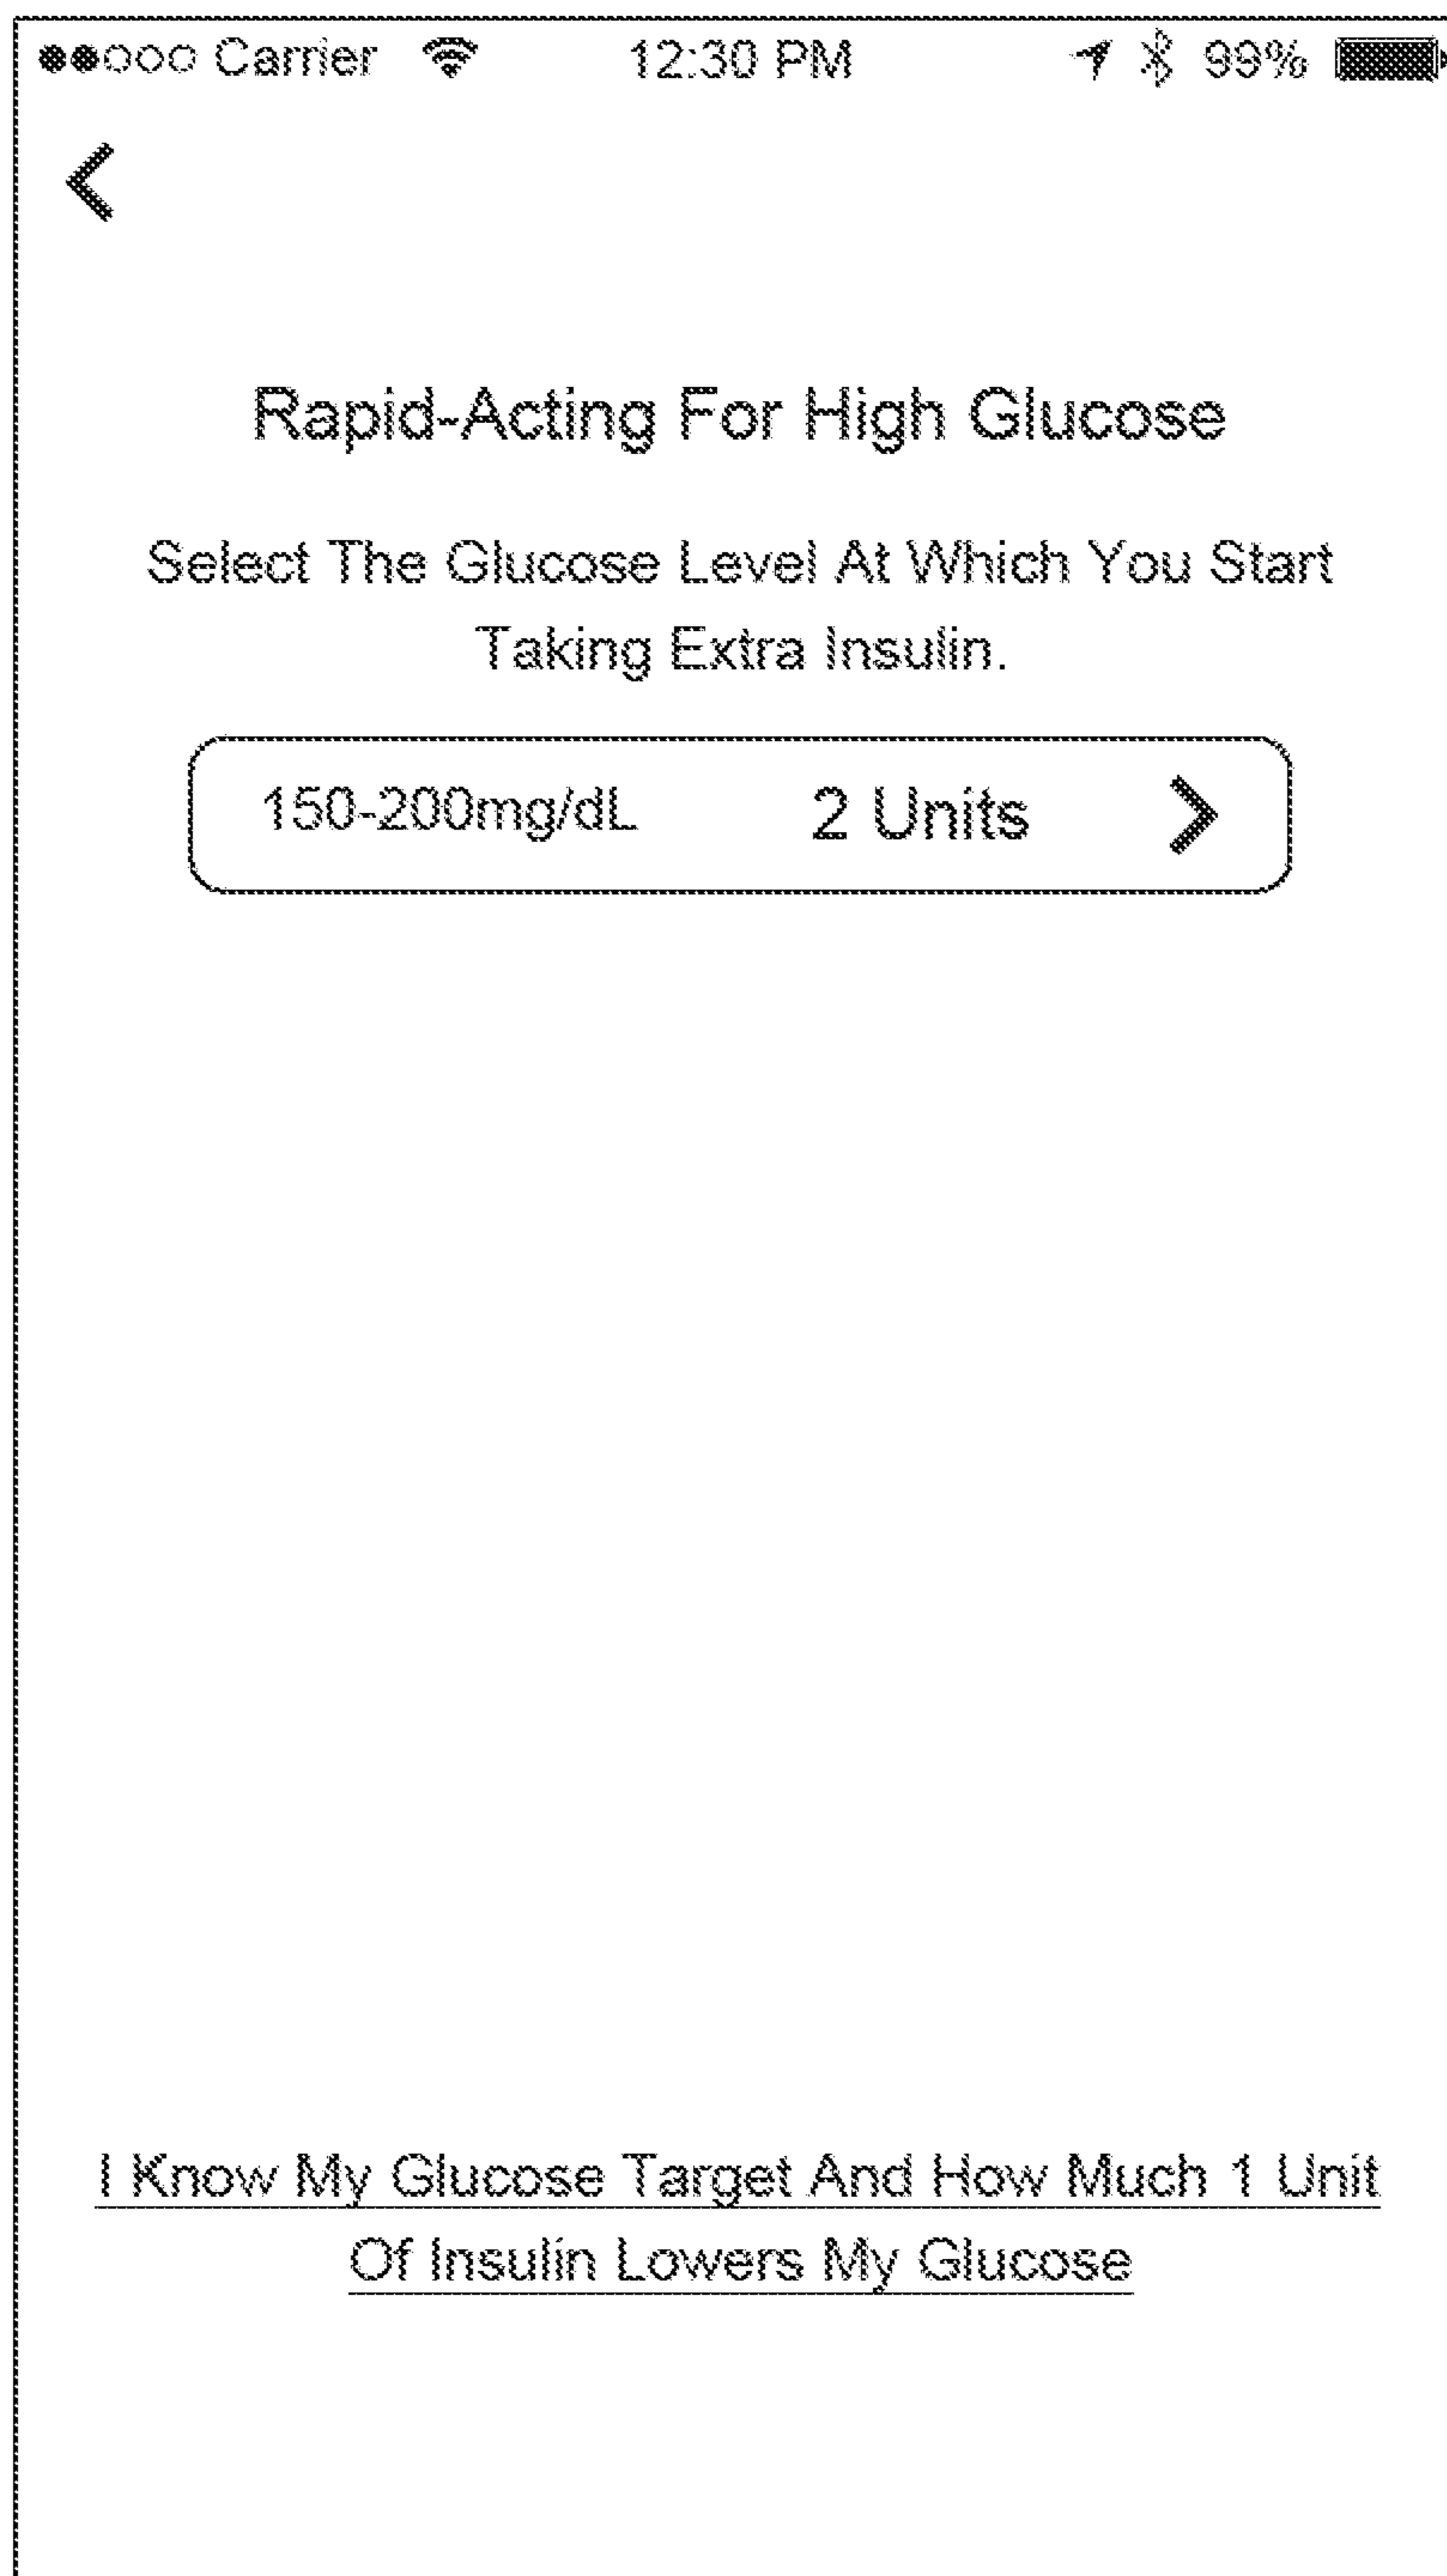 Carrier 12:30 PM 99%
Rapid-Acting For High Glucose
Select The Glucose Level At Which You Start
Taking Extra Insulin.
150-200mg/dL 2 Units
I Know My Glucose Target And How Much 1 Unit
Of Insulin Lowers My Glucose